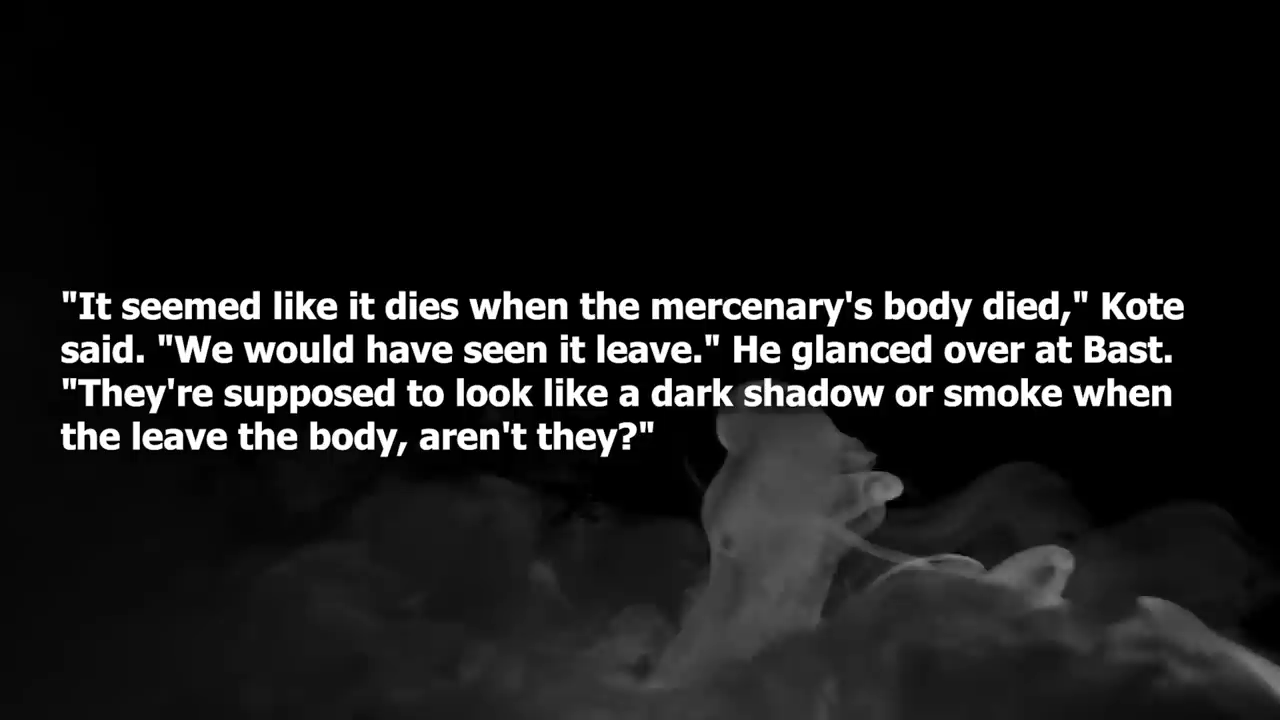 "It seemed like it dies when the mercenary's body died," Kote
said. "We would have seen it leave." He glanced over at Bast.
"They're supposed to look like a dark shadow or smoke when
the leave the body, aren't they?"